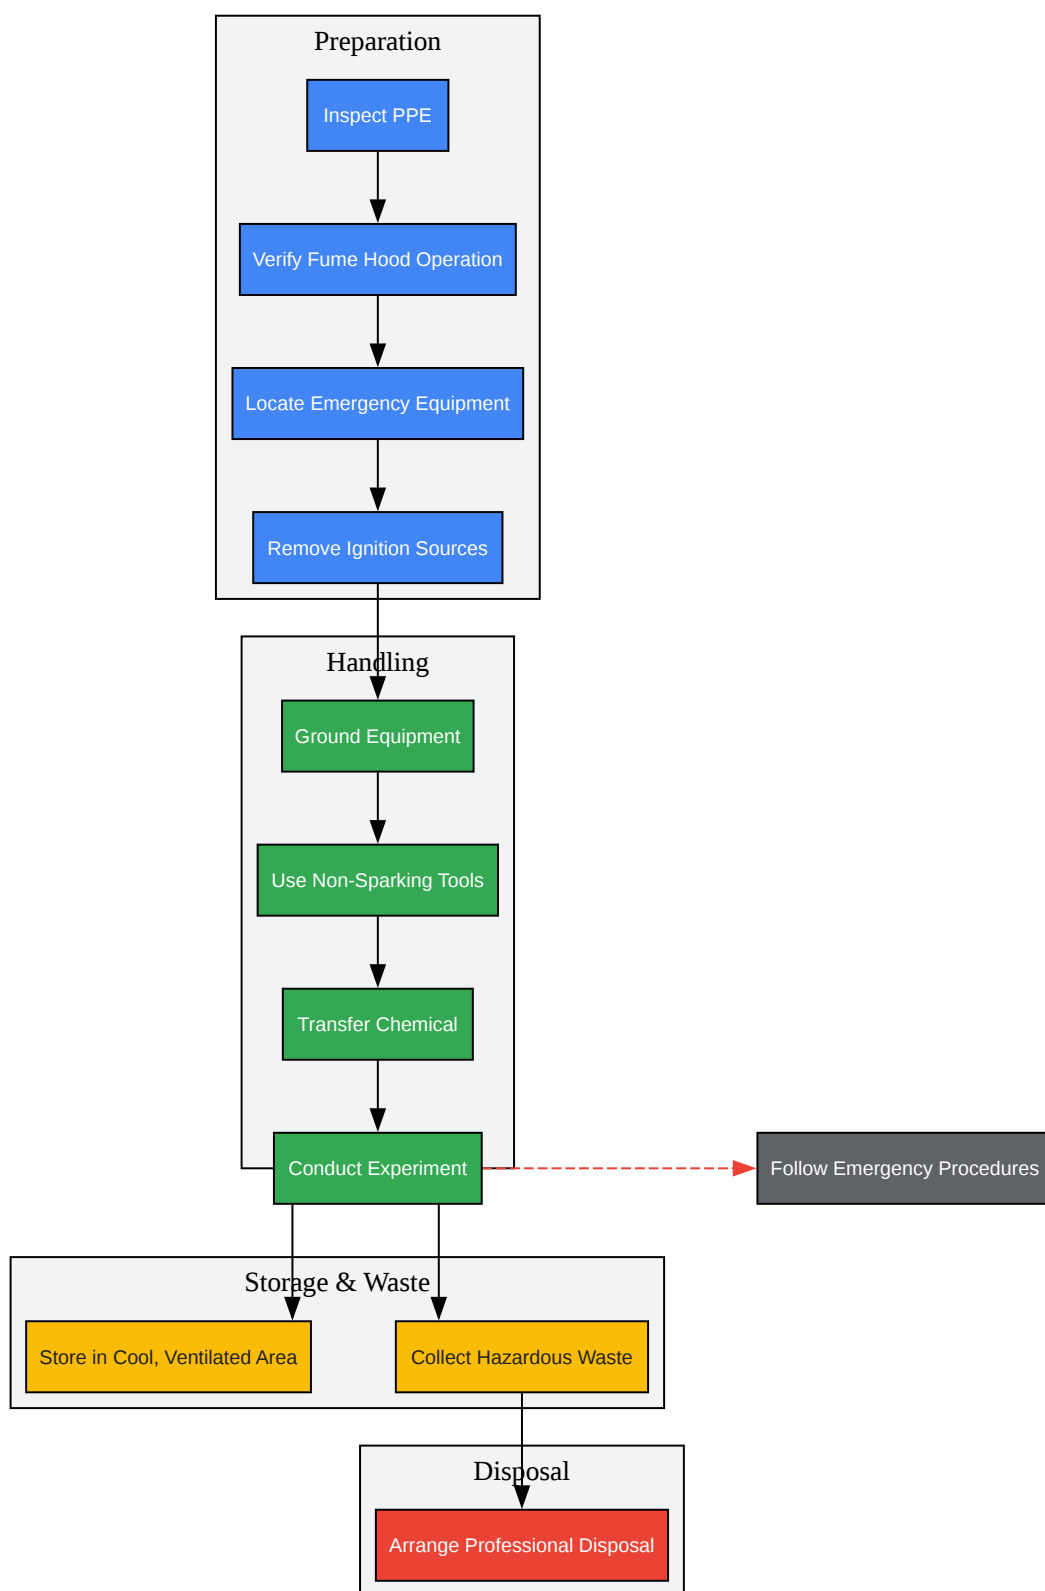 Preparation
Inspect PPE
Verify Fume Hood Operation
Locate Emergency Equipment
Remove Ignition Sources
Handling
Ground Equipment
Use Non-Sparking Tools
Transfer Chemical
Conduct Experiment
Follow Emergency Procedures
Storage & Waste
Store in Cool, Ventilated Area
Collect Hazardous Waste
Disposal
Arrange Professional Disposal